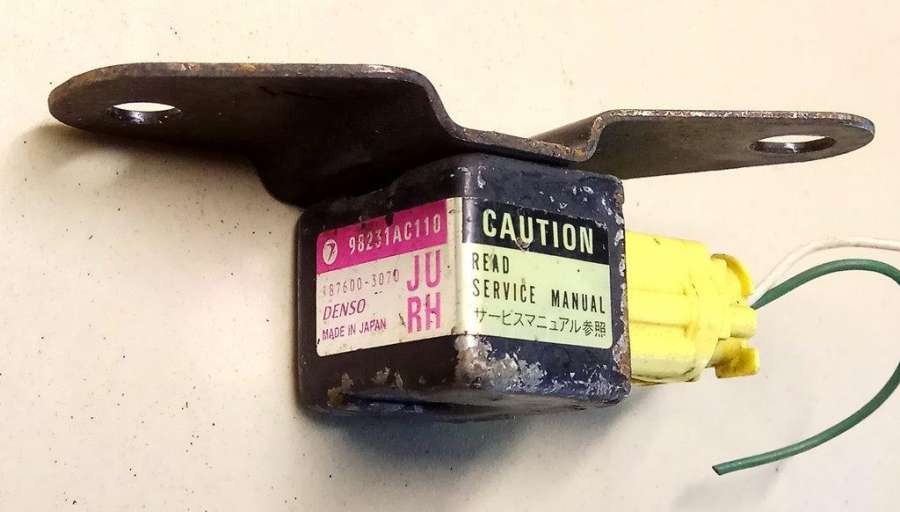 98231AC110
987600-3070
JU
DENSO
RH
MADE IN JAPAN
CAUTION
READ
SERVICE MANUAL
サービスマニュアル参照